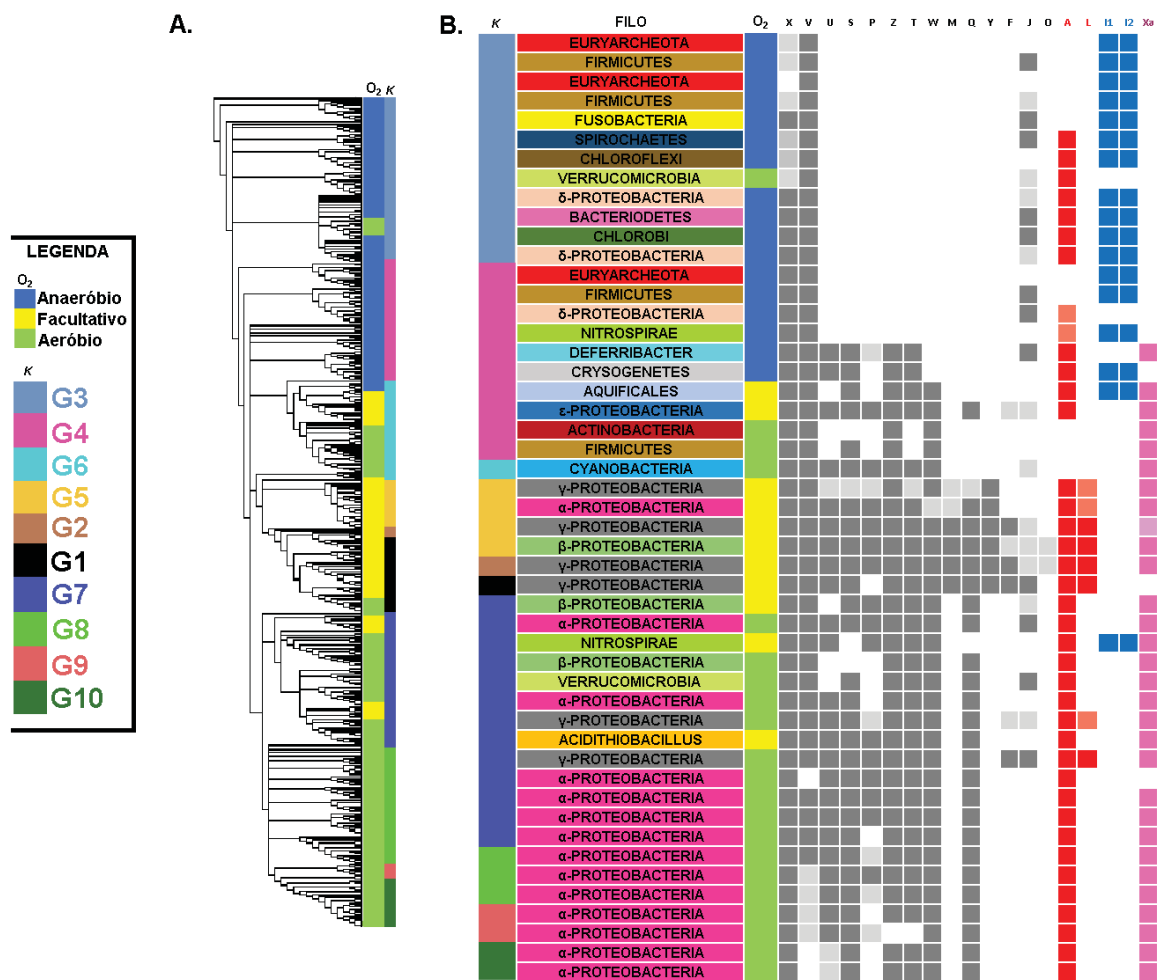 A.
B.
K
FILO
O2
X V U S P Z T W M Q Y F J O A L I1 I2 Xa
O2 K
LEGENDA
O2
Anaeróbio
Facultativo
Aeróbio
K
G3
G4
G6
G5
G2
G1
G7
G8
G9
G10
EURYARCHEOTA
FIRMICUTES
EURYARCHEOTA
FIRMICUTES
FUSOBACTERIA
SPIROCHAETES
CHLOROFLEXI
VERRUCOMICROBIA
δ-PROTEOBACTERIA
BACTERIODETES
CHLOROBI
δ-PROTEOBACTERIA
EURYARCHEOTA
FIRMICUTES
δ-PROTEOBACTERIA
NITROSPIRAE
DEFERRIBACTER
CRYSOGENETES
AQUIFICALES
ε-PROTEOBACTERIA
ACTINOBACTERIA
FIRMICUTES
CYANOBACTERIA
γ-PROTEOBACTERIA
α-PROTEOBACTERIA
γ-PROTEOBACTERIA
β-PROTEOBACTERIA
γ-PROTEOBACTERIA
γ-PROTEOBACTERIA
β-PROTEOBACTERIA
α-PROTEOBACTERIA
NITROSPIRAE
β-PROTEOBACTERIA
VERRUCOMICROBIA
α-PROTEOBACTERIA
γ-PROTEOBACTERIA
ACIDITHIOBACILLUS
γ-PROTEOBACTERIA
α-PROTEOBACTERIA
α-PROTEOBACTERIA
α-PROTEOBACTERIA
α-PROTEOBACTERIA
α-PROTEOBACTERIA
α-PROTEOBACTERIA
α-PROTEOBACTERIA
α-PROTEOBACTERIA
α-PROTEOBACTERIA
α-PROTEOBACTERIA
α-PROTEOBACTERIA